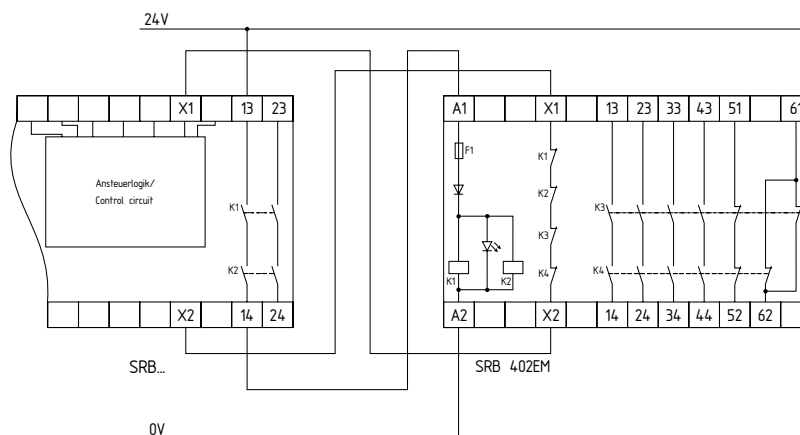 24V
X1 13 23 A1 X1 13 23 33 43 51 61
Ansteuerlogik/
Control circuit
F1
K1
K2
K3
K4
K1
K2
K1 K2
K3
K4
X2 14 24 A2 X2 14 24 34 44 52 62
SRB... SRB 402EM
0V